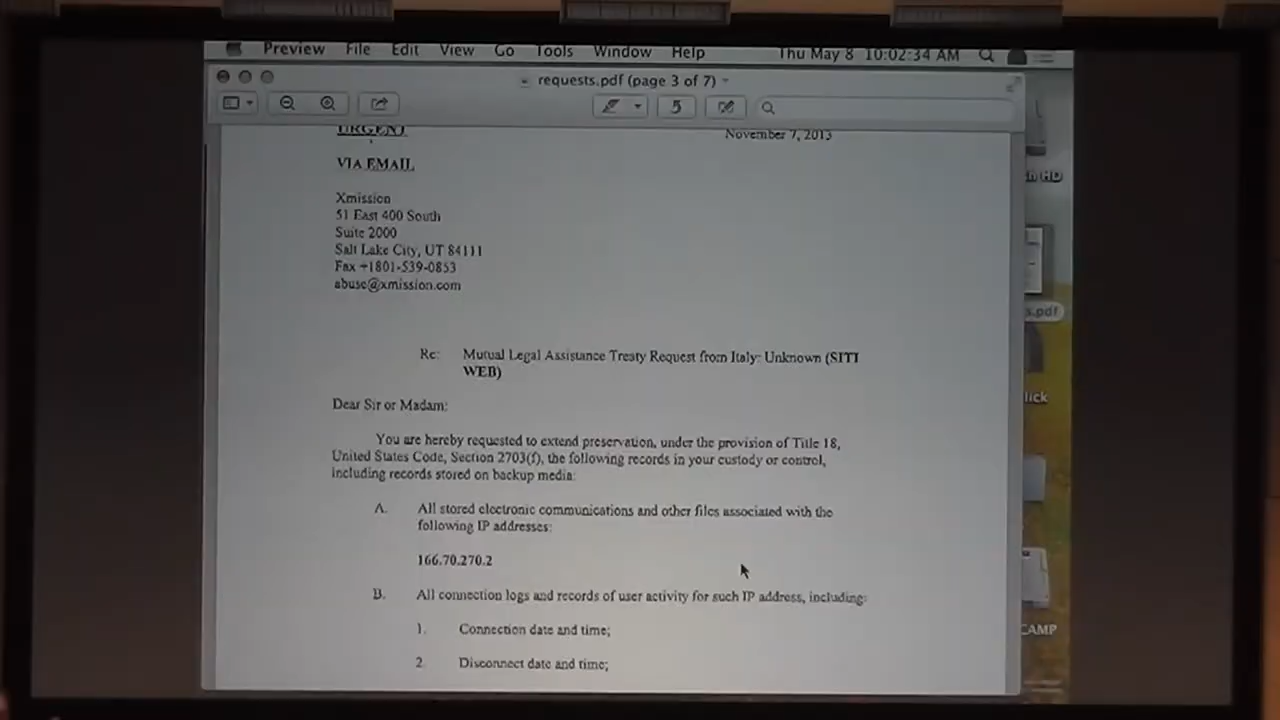 Preview File Edit View Go Tools Window Help Thu May 8 10:02:34 AM
requests.pdf (page 3 of 7)
URGENT November 7, 2013
VIA EMAIL
Xmission
51 East 400 South
Suite 2000
Salt Lake City, UT 84111
Fax +1801-539-0853
abuse@xmission.com
Re: Mutual Legal Assistance Treaty Request from Italy: Unknown (SITI
WEB)
Dear Sir or Madam:
You are hereby requested to extend preservation, under the provision of Title 18,
United States Code, Section 2703(f), the following records in your custody or control,
including records stored on backup media:
A. All stored electronic communications and other files associated with the
following IP addresses:
166.70.270.2
B. All connection logs and records of user activity for such IP address, including:
1. Connection date and time;
2. Disconnect date and time;
h HD
s.pdf
lick
CAMP